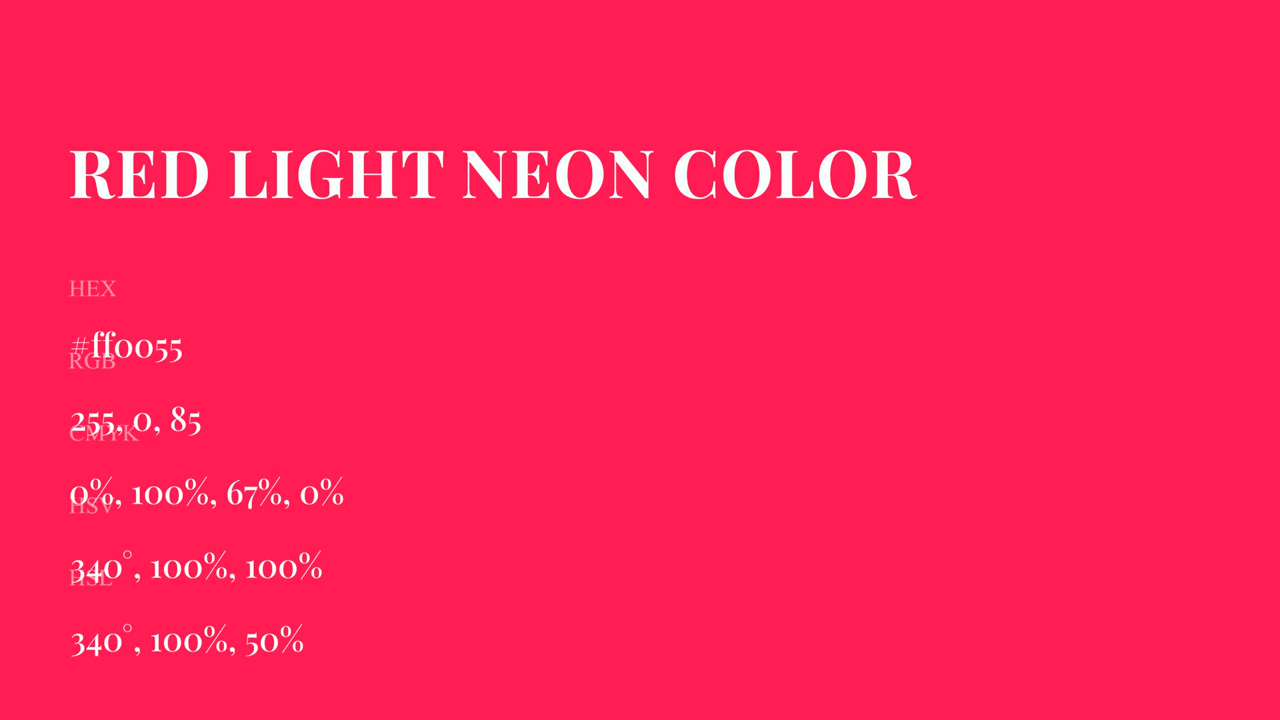 RED LIGHT NEON COLOR
HEX
#ff0055
RGB
255, 0, 85
CMYK
0%, 100%, 67%, 0%
HSV
340°, 100%, 100%
HSL
340°, 100%, 50%